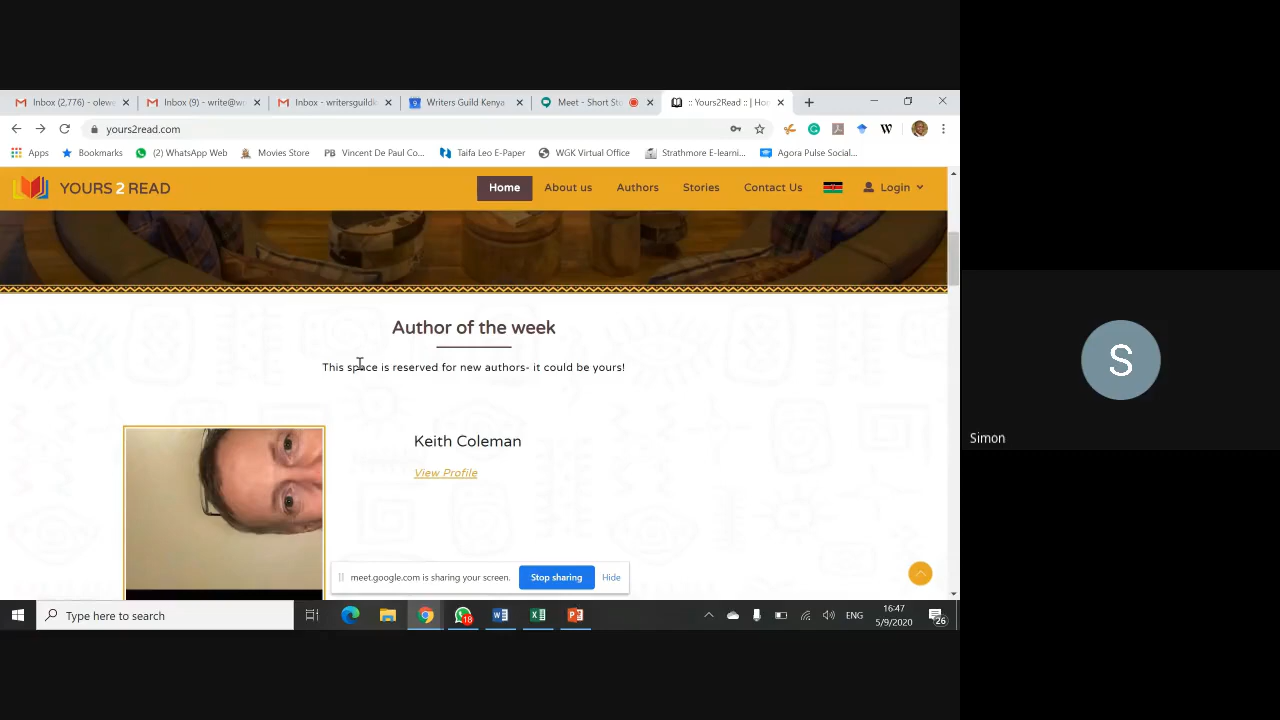 Inbox (2,776) - olew
Inbox (9) - write@w
Inbox - writersguildk
Writers Guild Kenya
Meet - Short St
:: Yours2Read :: | Ho
yours2read.com
Apps
Bookmarks
(2) WhatsApp Web
Movies Store
PB Vincent De Paul Co...
Taifa Leo E-Paper
WGK Virtual Office
Strathmore E-learni...
Agora Pulse Social...
W
YOURS 2 READ
Home
About us
Authors
Stories
Contact Us
Login
Author of the week
This space is reserved for new authors- it could be yours!
Keith Coleman
View Profile
meet.google.com is sharing your screen.
Stop sharing
Hide
S
Simon
Type here to search
18
ENG
16:47
5/9/2020
26